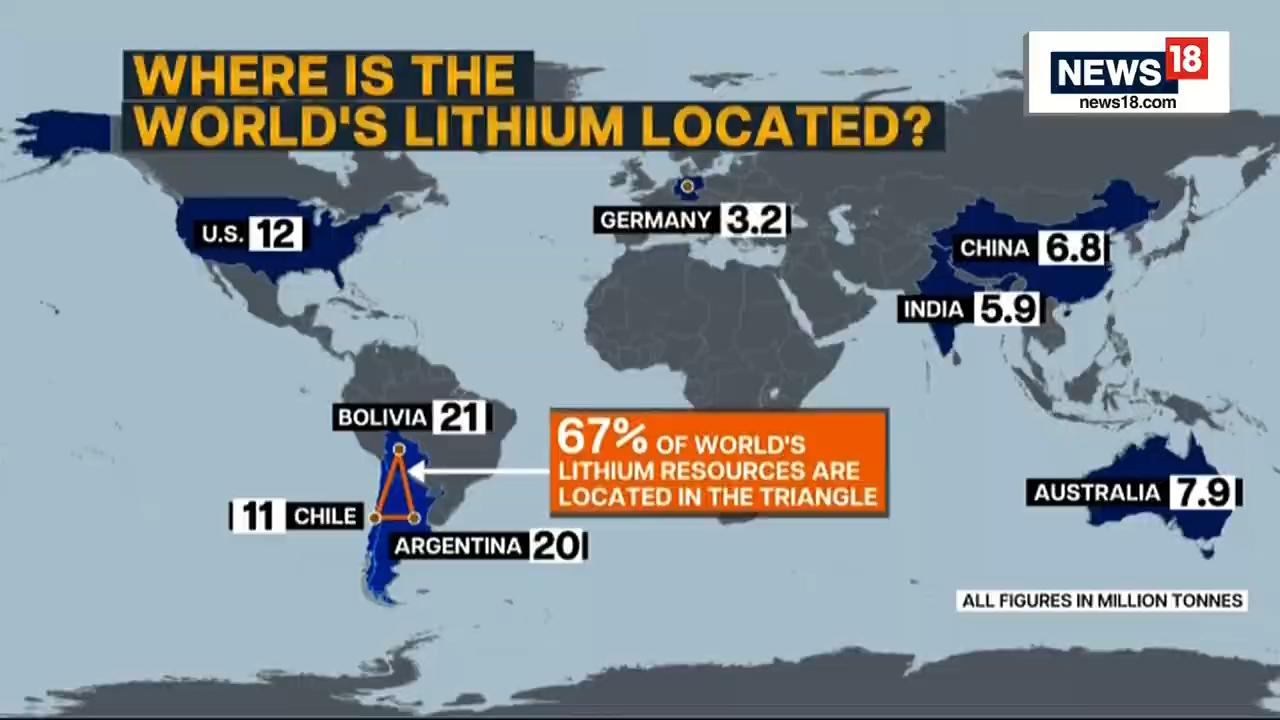 WHERE IS THE
WORLD'S LITHIUM LOCATED?
NEWS 18
news18.com
U.S. 12
GERMANY 3.2
CHINA 6.8
INDIA 5.9
BOLIVIA 21
67% OF WORLD'S
LITHIUM RESOURCES ARE
LOCATED IN THE TRIANGLE
11 CHILE
ARGENTINA 20
AUSTRALIA 7.9
ALL FIGURES IN MILLION TONNES